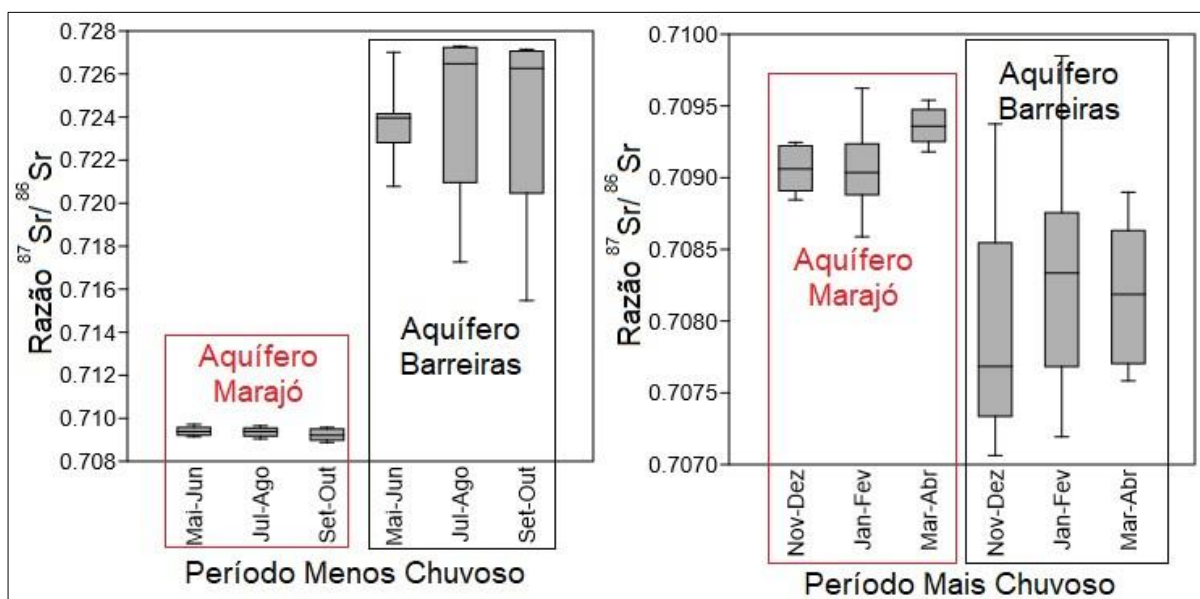 Razão ⁸⁷Sr/ ⁸⁶Sr
0.728
0.726
0.724
0.722
0.720
0.718
0.716
0.714
0.712
0.710
0.708
Aquífero
Marajó
Aquífero
Barreiras
Mai-Jun
Jul-Ago
Set-Out
Mai-Jun
Jul-Ago
Set-Out
Período Menos Chuvoso
Razão ⁸⁷Sr/ ⁸⁶Sr
0.7100
0.7095
0.7090
0.7085
0.7080
0.7075
0.7070
Aquífero
Marajó
Aquífero
Barreiras
Nov-Dez
Jan-Fev
Mar-Abr
Nov-Dez
Jan-Fev
Mar-Abr
Período Mais Chuvoso